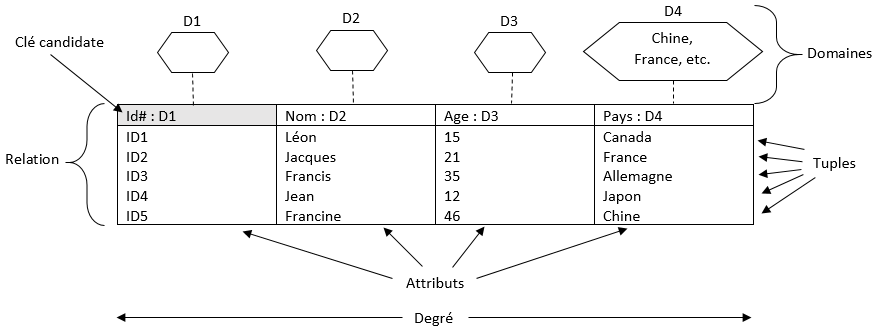 D1
D2
D3
D4
Clé candidate
Chine,
France, etc.
Domaines
Id# : D1 Nom : D2 Age : D3 Pays : D4
ID1 Léon 15 Canada
ID2 Jacques 21 France
ID3 Francis 35 Allemagne
ID4 Jean 12 Japon
ID5 Francine 46 Chine
Relation
Tuples
Attributs
Degré